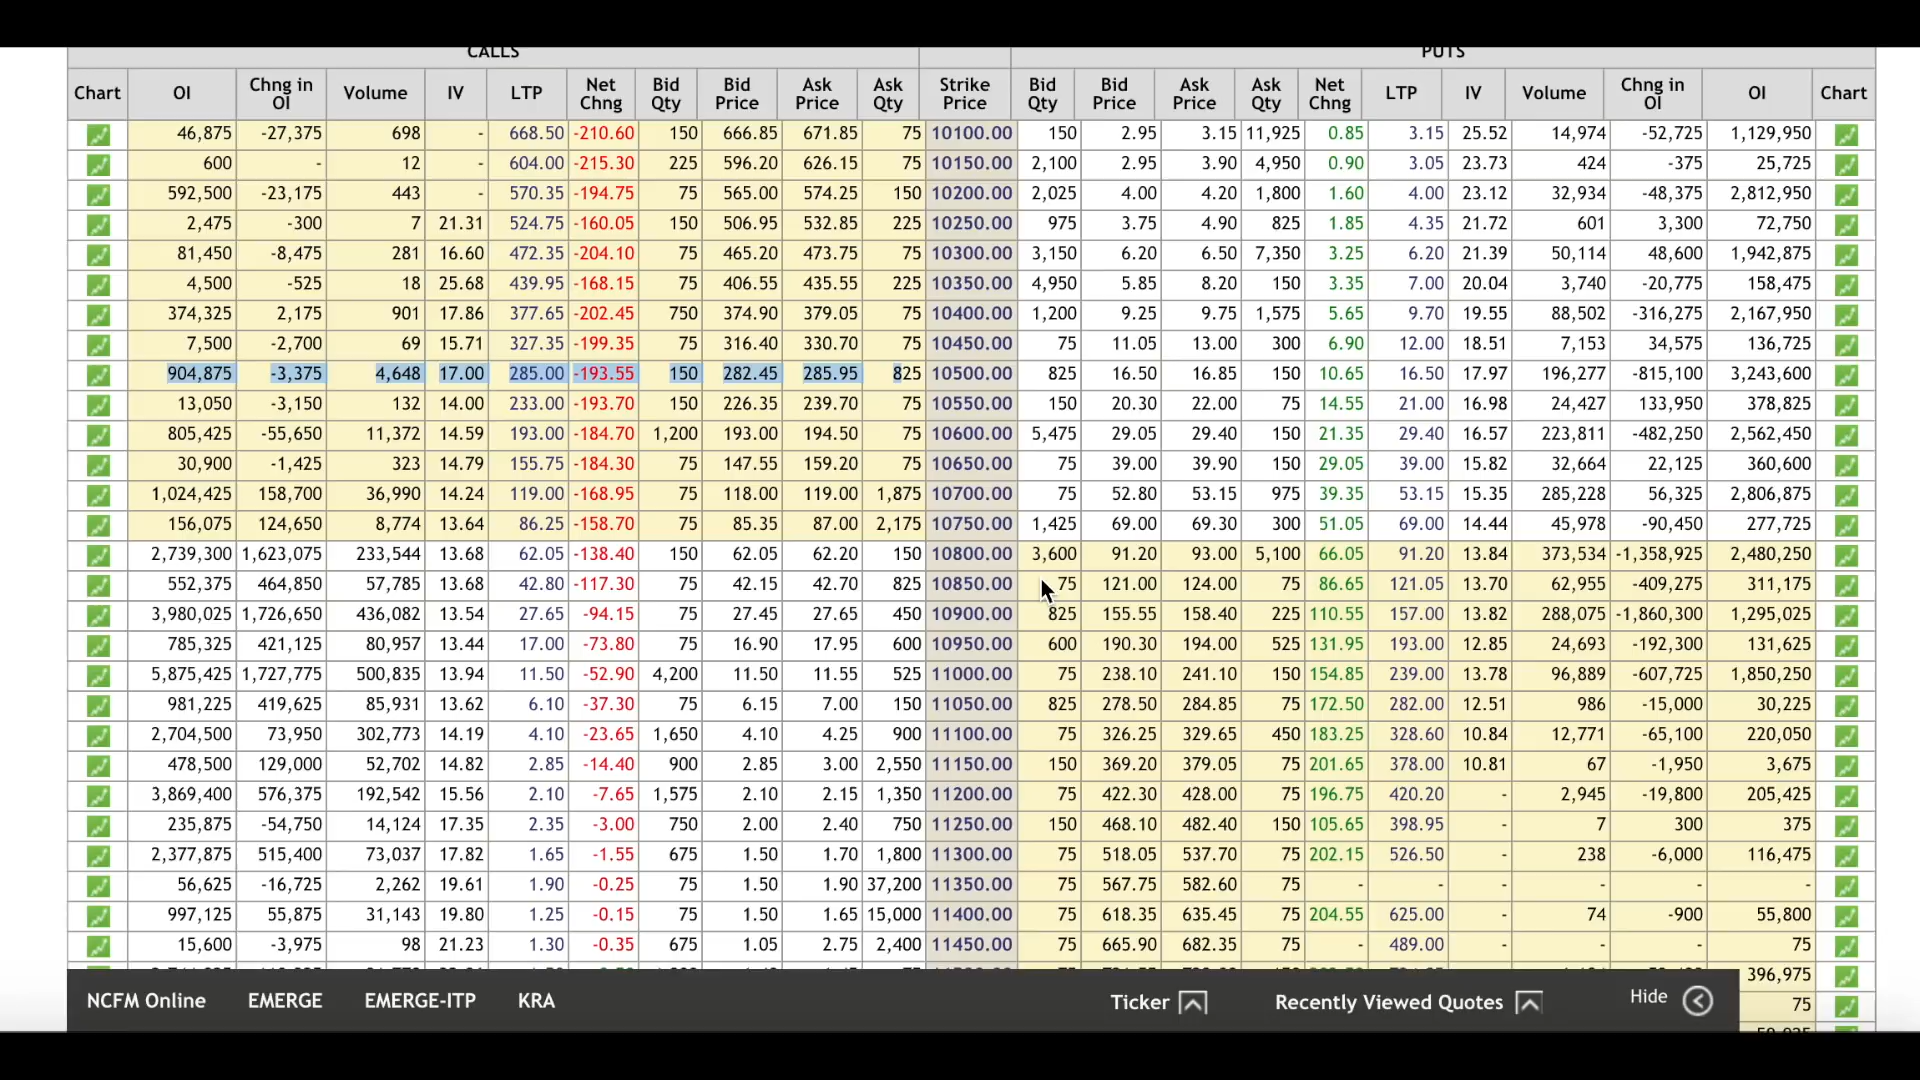 CALLS PUTS
Chart OI Chng in OI Volume IV LTP Net Chng Bid Qty Bid Price Ask Price Ask Qty Strike Price Bid Qty Bid Price Ask Price Ask Qty Net Chng LTP IV Volume Chng in OI OI Chart
46,875 -27,375 698 - 668.50 -210.60 150 666.85 671.85 75 10100.00 150 2.95 3.15 11,925 0.85 3.15 25.52 14,974 -52,725 1,129,950
600 - 12 - 604.00 -215.30 225 596.20 626.15 75 10150.00 2,100 2.95 3.90 4,950 0.90 3.05 23.73 424 -375 25,725
592,500 -23,175 443 - 570.35 -194.75 75 565.00 574.25 150 10200.00 2,025 4.00 4.20 1,800 1.60 4.00 23.12 32,934 -48,375 2,812,950
2,475 -300 7 21.31 524.75 -160.05 150 506.95 532.85 225 10250.00 975 3.75 4.90 825 1.85 4.35 21.72 601 3,300 72,750
81,450 -8,475 281 16.60 472.35 -204.10 75 465.20 473.75 75 10300.00 3,150 6.20 6.50 7,350 3.25 6.20 21.39 50,114 48,600 1,942,875
4,500 -525 18 25.68 439.95 -168.15 75 406.55 435.55 225 10350.00 4,950 5.85 8.20 150 3.35 7.00 20.04 3,740 -20,775 158,475
374,325 2,175 901 17.86 377.65 -202.45 750 374.90 379.05 75 10400.00 1,200 9.25 9.75 1,575 5.65 9.70 19.55 88,502 -316,275 2,167,950
7,500 -2,700 69 15.71 327.35 -199.35 75 316.40 330.70 75 10450.00 75 11.05 13.00 300 6.90 12.00 18.51 7,153 34,575 136,725
904,875 -3,375 4,648 17.00 285.00 -193.55 150 282.45 285.95 825 10500.00 825 16.50 16.85 150 10.65 16.50 17.97 196,277 -815,100 3,243,600
13,050 -3,150 132 14.00 233.00 -193.70 150 226.35 239.70 75 10550.00 150 20.30 22.00 75 14.55 21.00 16.98 24,427 133,950 378,825
805,425 -55,650 11,372 14.59 193.00 -184.70 1,200 193.00 194.50 75 10600.00 5,475 29.05 29.40 150 21.35 29.40 16.57 223,811 -482,250 2,562,450
30,900 -1,425 323 14.79 155.75 -184.30 75 147.55 159.20 75 10650.00 75 39.00 39.90 150 29.05 39.00 15.82 32,664 22,125 360,600
1,024,425 158,700 36,990 14.24 119.00 -168.95 75 118.00 119.00 1,875 10700.00 75 52.80 53.15 975 39.35 53.15 15.35 285,228 56,325 2,806,875
156,075 124,650 8,774 13.64 86.25 -158.70 75 85.35 87.00 2,175 10750.00 1,425 69.00 69.30 300 51.05 69.00 14.44 45,978 -90,450 277,725
2,739,300 1,623,075 233,544 13.68 62.05 -138.40 150 62.05 62.20 150 10800.00 3,600 91.20 93.00 5,100 66.05 91.20 13.84 373,534 -1,358,925 2,480,250
552,375 464,850 57,785 13.68 42.80 -117.30 75 42.15 42.70 825 10850.00 75 121.00 124.00 75 86.65 121.05 13.70 62,955 -409,275 311,175
3,980,025 1,726,650 436,082 13.54 27.65 -94.15 75 27.45 27.65 450 10900.00 825 155.55 158.40 225 110.55 157.00 13.82 288,075 -1,860,300 1,295,025
785,325 421,125 80,957 13.44 17.00 -73.80 75 16.90 17.95 600 10950.00 600 190.30 194.00 525 131.95 193.00 12.85 24,693 -192,300 131,625
5,875,425 1,727,775 500,835 13.94 11.50 -52.90 4,200 11.50 11.55 525 11000.00 75 238.10 241.10 150 154.85 239.00 13.78 96,889 -607,725 1,850,250
981,225 419,625 85,931 13.62 6.10 -37.30 75 6.15 7.00 150 11050.00 825 278.50 284.85 75 172.50 282.00 12.51 986 -15,000 30,225
2,704,500 73,950 302,773 14.19 4.10 -23.65 1,650 4.10 4.25 900 11100.00 75 326.25 329.65 450 183.25 328.60 10.84 12,771 -65,100 220,050
478,500 129,000 52,702 14.82 2.85 -14.40 900 2.85 3.00 2,550 11150.00 150 369.20 379.05 75 201.65 378.00 10.81 67 -1,950 3,675
3,869,400 576,375 192,542 15.56 2.10 -7.65 1,575 2.10 2.15 1,350 11200.00 75 422.30 428.00 75 196.75 420.20 - 2,945 -19,800 205,425
235,875 -54,750 14,124 17.35 2.35 -3.00 750 2.00 2.40 750 11250.00 150 468.10 482.40 150 105.65 398.95 - 7 300 375
2,377,875 515,400 73,037 17.82 1.65 -1.55 675 1.50 1.70 1,800 11300.00 75 518.05 537.70 75 202.15 526.50 - 238 -6,000 116,475
56,625 -16,725 2,262 19.61 1.90 -0.25 75 1.50 1.90 37,200 11350.00 75 567.75 582.60 75 - - - - - -
997,125 55,875 31,143 19.80 1.25 -0.15 75 1.50 1.65 15,000 11400.00 75 618.35 635.45 75 204.55 625.00 - 74 -900 55,800
15,600 -3,975 98 21.23 1.30 -0.35 675 1.05 2.75 2,400 11450.00 75 665.90 682.35 75 - 489.00 - - - 75
396,975
NCFM Online EMERGE EMERGE-ITP KRA Ticker Recently Viewed Quotes Hide
75